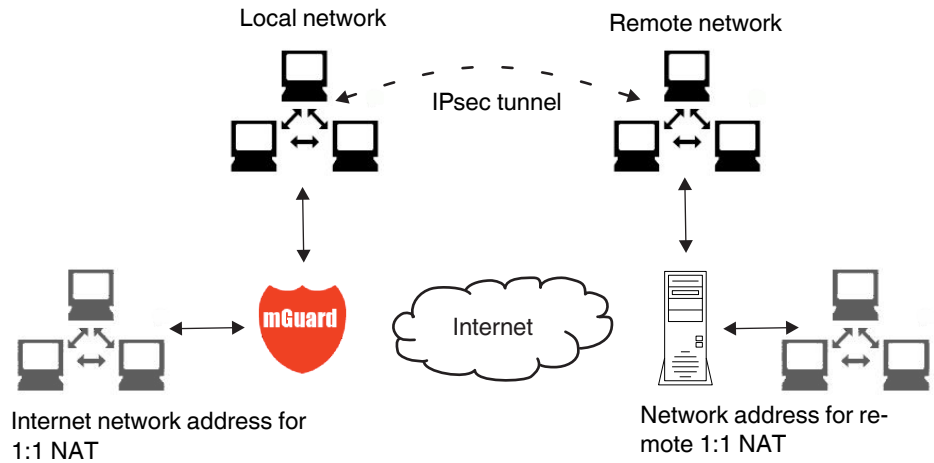 Local network
Remote network
IPsec tunnel
mGuard
Internet
Internet network address for
1:1 NAT
Network address for re-
mote 1:1 NAT